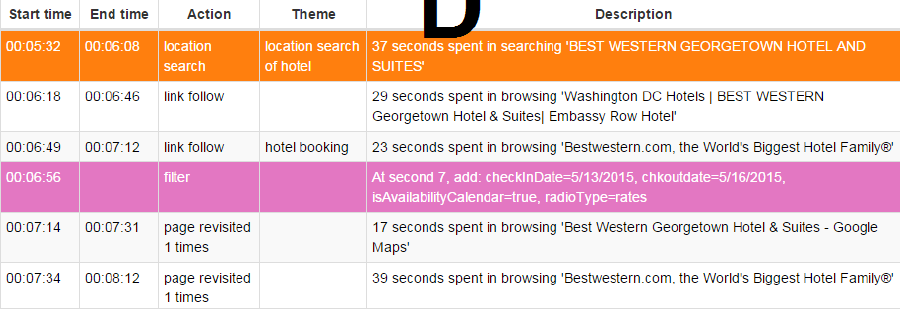 D
Start time End time Action Theme Description
00:05:32 00:06:08 location search location search of hotel 37 seconds spent in searching 'BEST WESTERN GEORGETOWN HOTEL AND SUITES'
00:06:18 00:06:46 link follow 29 seconds spent in browsing 'Washington DC Hotels | BEST WESTERN Georgetown Hotel & Suites| Embassy Row Hotel'
00:06:49 00:07:12 link follow hotel booking 23 seconds spent in browsing 'Bestwestern.com, the World's Biggest Hotel Family®'
00:06:56 filter At second 7, add: checkInDate=5/13/2015, chkoutdate=5/16/2015, isAvailabilityCalendar=true, radioType=rates
00:07:14 00:07:31 page revisited 1 times 17 seconds spent in browsing 'Best Western Georgetown Hotel & Suites - Google Maps'
00:07:34 00:08:12 page revisited 1 times 39 seconds spent in browsing 'Bestwestern.com, the World's Biggest Hotel Family®'